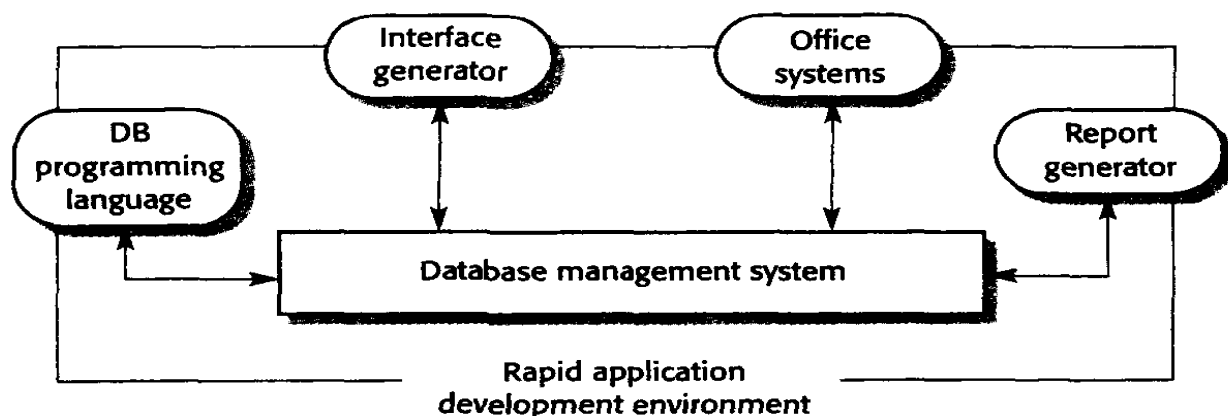 Interface
generator
Office
systems
DB
programming
language
Report
generator
Database management system
Rapid application
development environment